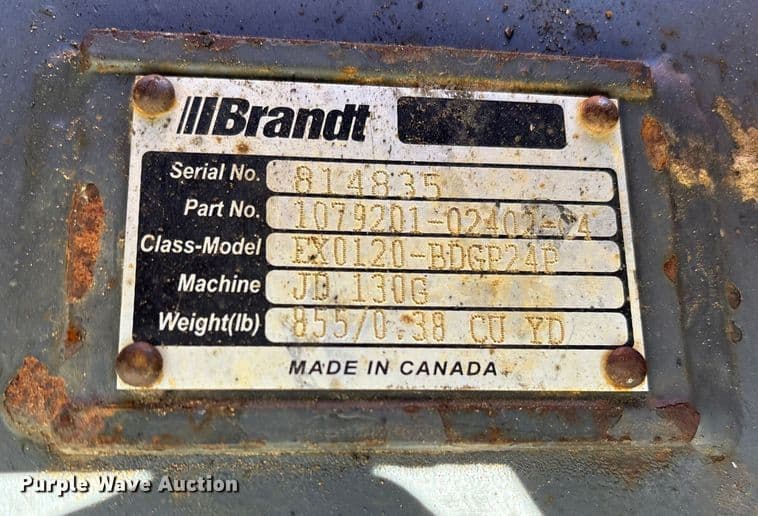 Brandt
Serial No. 814835
Part No.
Class-Model EX0120-BDGP24P
Machine JD 130G
Weight(lb) 855/0.38 CU YD
MADE IN CANADA
Purple Wave Auction